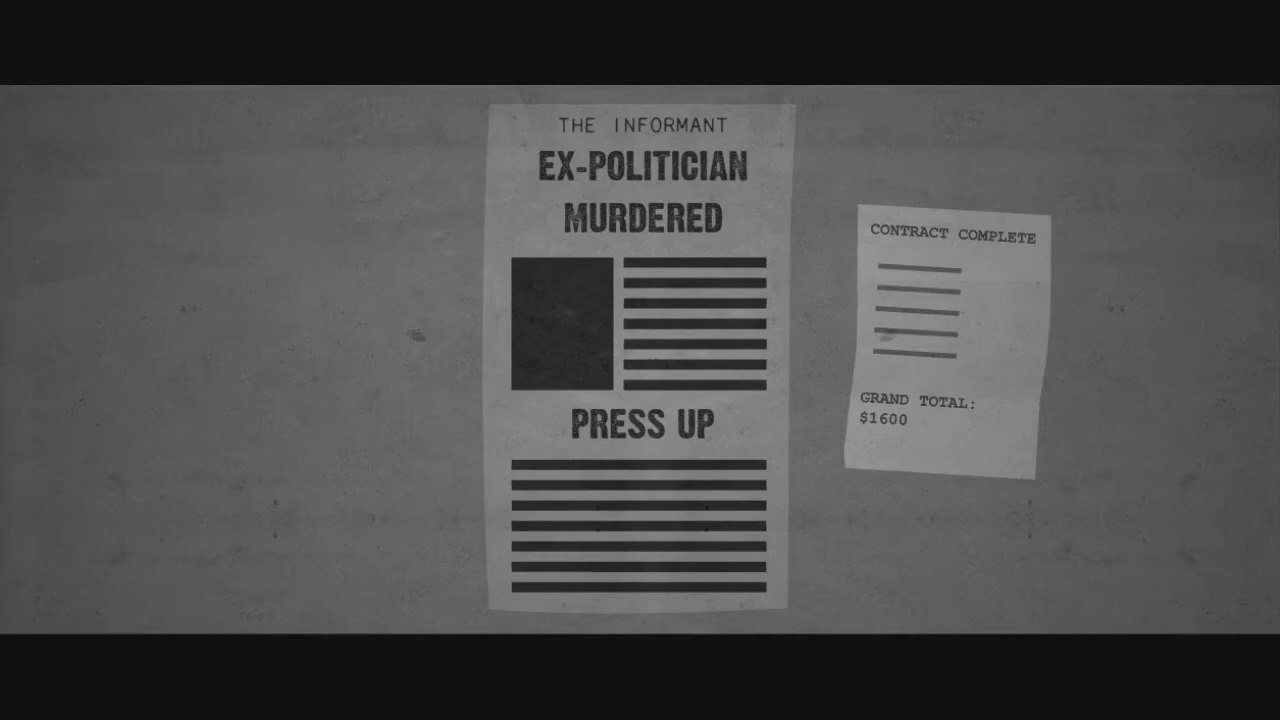 THE INFORMANT
EX-POLITICIAN
MURDERED
PRESS UP
CONTRACT COMPLETE
GRAND TOTAL:
$1600